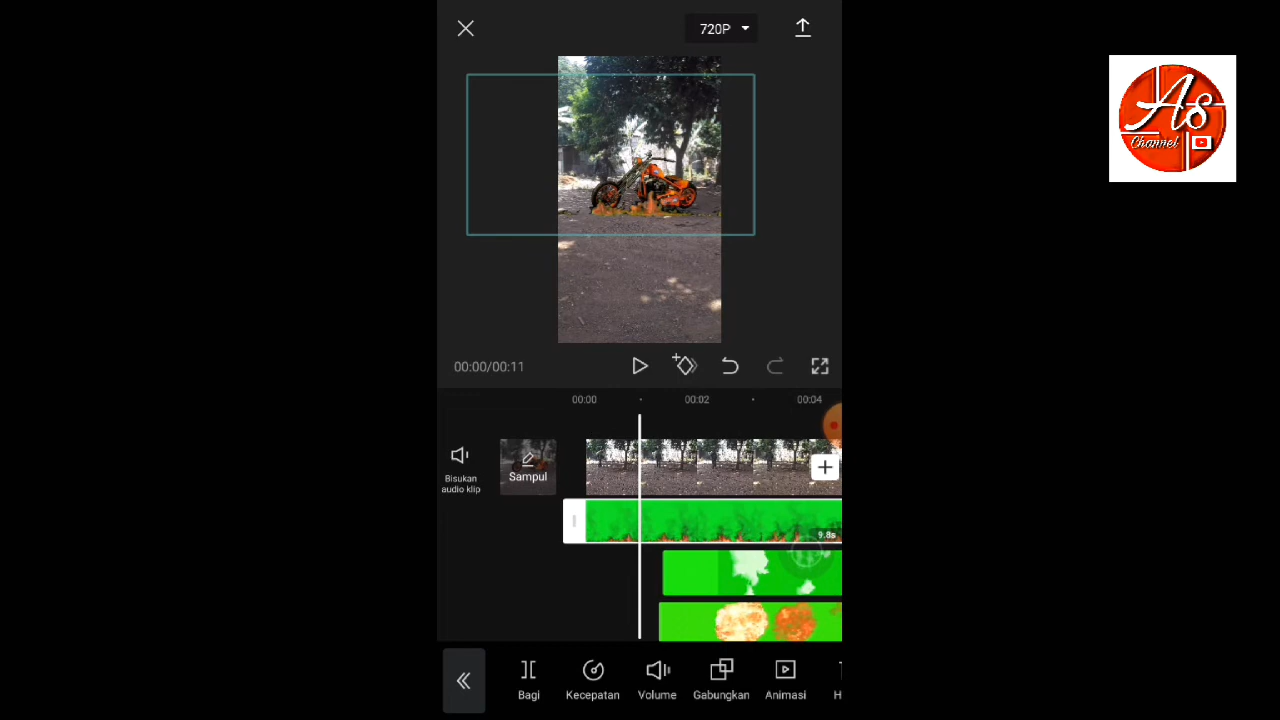 720P
As
Channel
00:00/00:11
00:00
00:02
00:04
Bisukan
audio klip
Sampul
9.8s
Bagi
Kecepatan
Volume
Gabungkan
Animasi
H